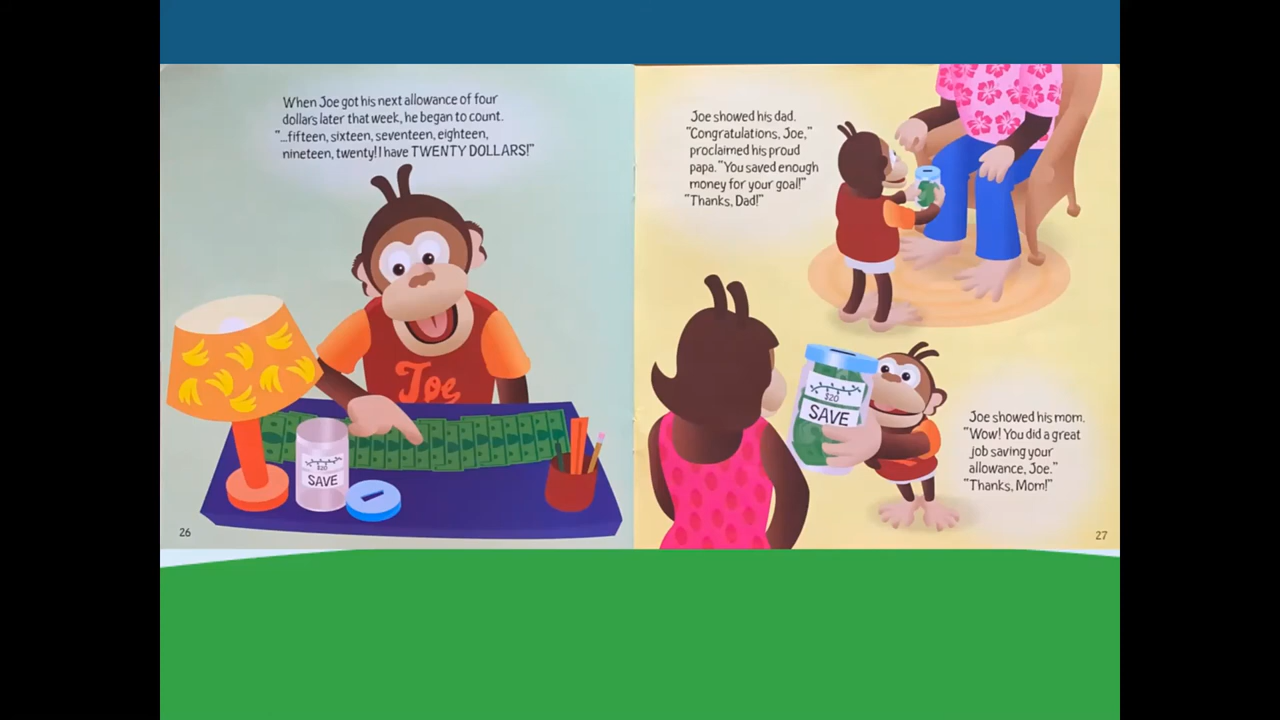 When Joe got his next allowance of four
dollars later that week, he began to count.
"...fifteen, sixteen, seventeen, eighteen,
nineteen, twenty! I have TWENTY DOLLARS!"
Joe
$20
SAVE
26
Joe showed his dad.
"Congratulations, Joe,"
proclaimed his proud
papa. "You saved enough
money for your goal!"
"Thanks, Dad!"
$20
SAVE
Joe showed his mom.
"Wow! You did a great
job saving your
allowance, Joe."
"Thanks, Mom!"
27